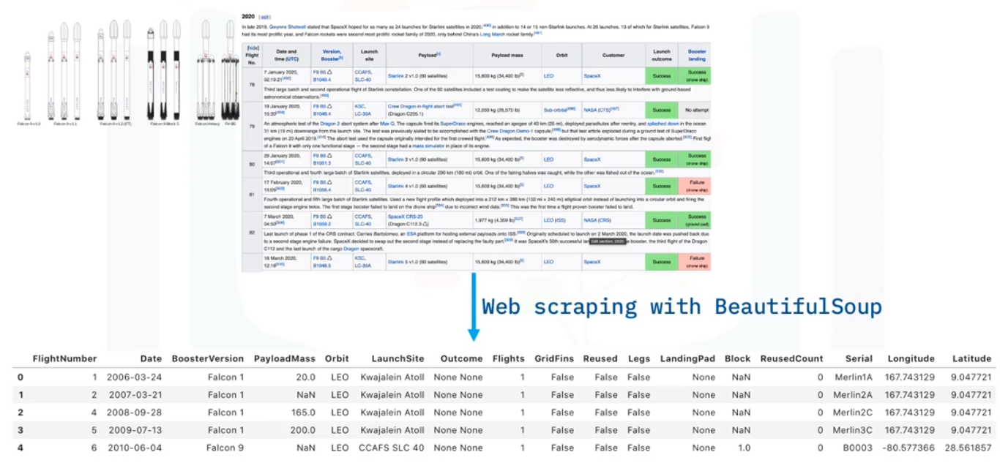 2020 [ edit ]
In late 2019, Gwynne Shotwell stated that SpaceX hoped for as many as 24 launches for Starlink satellites in 2020,[490] in addition to 14 or 15 non-Starlink launches. At 26 launches, 13 of which for Starlink satellites, Falcon 9
had its most prolific year, and Falcon rockets were second most prolific rocket family of 2020, only behind China's Long March rocket family.[491]
[hide] Flight No. Date and time (UTC) Version, Booster[b] Launch site Payload[c] Payload mass Orbit Customer Launch outcome Booster landing
78 7 January 2020, 02:19:21[492] F9 B5 △ B1049.4 CCAFS, SLC-40 Starlink 2 v1.0 (60 satellites) 15,600 kg (34,400 lb)[5] LEO SpaceX Success Success (drone ship)
Third large batch and second operational flight of Starlink constellation. One of the 60 satellites included a test coating to make the satellite less reflective, and thus less likely to interfere with ground-based
astronomical observations.[493]
79 19 January 2020, 15:30[494] F9 B5 △ B1046.4 KSC, LC-39A Crew Dragon in-flight abort test[495] (Dragon C205.1) 12,050 kg (26,570 lb) Sub-orbital[496] NASA (CTS)[497] Success No attempt
An atmospheric test of the Dragon 2 abort system after Max Q. The capsule fired its SuperDraco engines, reached an apogee of 40 km (25 mi), deployed parachutes after reentry, and splashed down in the ocean
31 km (19 mi) downrange from the launch site. The test was previously slated to be accomplished with the Crew Dragon Demo-1 capsule;[498] but that test article exploded during a ground test of SuperDraco
engines on 20 April 2019.[419] The abort test used the capsule originally intended for the first crewed flight.[499] As expected, the booster was destroyed by aerodynamic forces after the capsule aborted.[500] First flig
of a Falcon 9 with only one functional stage — the second stage had a mass simulator in place of its engine.
80 29 January 2020, 14:07[501] F9 B5 △ B1051.3 CCAFS, SLC-40 Starlink 3 v1.0 (60 satellites) 15,600 kg (34,400 lb)[5] LEO SpaceX Success Success (drone ship)
Third operational and fourth large batch of Starlink satellites, deployed in a circular 290 km (180 mi) orbit. One of the fairing halves was caught, while the other was fished out of the ocean.[502]
81 17 February 2020, 15:05[503] F9 B5 △ B1056.4 CCAFS, SLC-40 Starlink 4 v1.0 (60 satellites) 15,600 kg (34,400 lb)[5] LEO SpaceX Success Failure (drone ship)
Fourth operational and fifth large batch of Starlink satellites. Used a new flight profile which deployed into a 212 km × 386 km (132 mi × 240 mi) elliptical orbit instead of launching into a circular orbit and firing the
second stage engine twice. The first stage booster failed to land on the drone ship[504] due to incorrect wind data.[505] This was the first time a flight proven booster failed to land.
82 7 March 2020, 04:50[506] F9 B5 △ B1059.2 CCAFS, SLC-40 SpaceX CRS-20 (Dragon C112.3 △) 1,977 kg (4,359 lb)[507] LEO (ISS) NASA (CRS) Success Success (ground pad)
Last launch of phase 1 of the CRS contract. Carries Bartolomeo, an ESA platform for hosting external payloads onto ISS.[508] Originally scheduled to launch on 2 March 2020, the launch date was pushed back due
to a second stage engine failure. SpaceX decided to swap out the second stage instead of replacing the faulty part.[509] It was SpaceX's 50th successful lan Edit section: 2020 e booster, the third flight of the Dragon
C112 and the last launch of the cargo Dragon spacecraft.
18 March 2020, 12:16[510] F9 B5 △ B1048.5 KSC, LC-39A Starlink 5 v1.0 (60 satellites) 15,600 kg (34,400 lb)[5] LEO SpaceX Success Failure (drone ship)
Falcon 9 v1.0 Falcon 9 v1.1 Falcon 9 v1.2 (FT) Falcon 9 Block 5 Falcon Heavy FH B5
Web scraping with BeautifulSoup
FlightNumber Date BoosterVersion PayloadMass Orbit LaunchSite Outcome Flights GridFins Reused Legs LandingPad Block ReusedCount Serial Longitude Latitude
0 1 2006-03-24 Falcon 1 20.0 LEO Kwajalein Atoll None None 1 False False False None NaN 0 Merlin1A 167.743129 9.047721
1 2 2007-03-21 Falcon 1 NaN LEO Kwajalein Atoll None None 1 False False False None NaN 0 Merlin2A 167.743129 9.047721
2 4 2008-09-28 Falcon 1 165.0 LEO Kwajalein Atoll None None 1 False False False None NaN 0 Merlin2C 167.743129 9.047721
3 5 2009-07-13 Falcon 1 200.0 LEO Kwajalein Atoll None None 1 False False False None NaN 0 Merlin3C 167.743129 9.047721
4 6 2010-06-04 Falcon 9 NaN LEO CCAFS SLC 40 None None 1 False False False None 1.0 0 B0003 -80.577366 28.561857